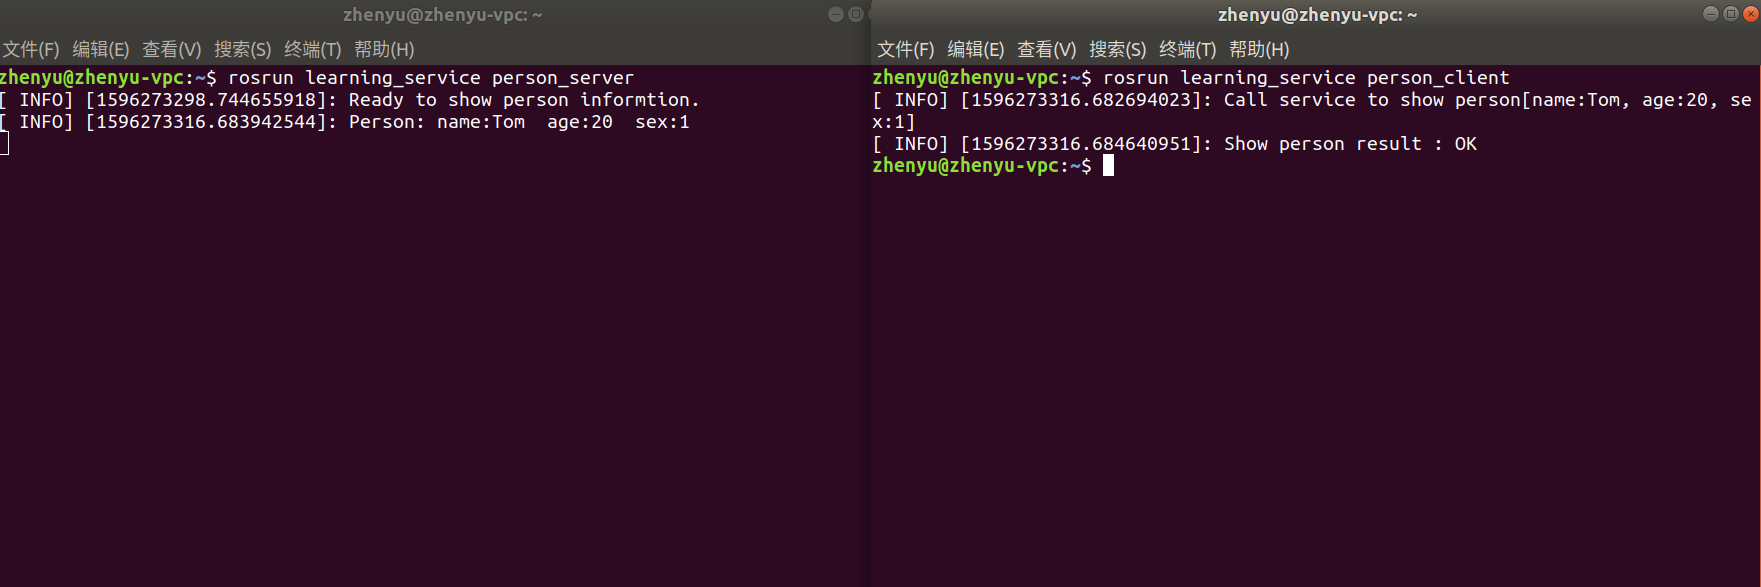 zhenyu@zhenyu-vpc: ~
文件(F) 编辑(E) 查看(V) 搜索(S) 终端(T) 帮助(H)
zhenyu@zhenyu-vpc:~$ rosrun learning_service person_server
[ INFO] [1596273298.744655918]: Ready to show person informtion.
[ INFO] [1596273316.683942544]: Person: name:Tom  age:20  sex:1
zhenyu@zhenyu-vpc: ~
文件(F) 编辑(E) 查看(V) 搜索(S) 终端(T) 帮助(H)
zhenyu@zhenyu-vpc:~$ rosrun learning_service person_client
[ INFO] [1596273316.682694023]: Call service to show person[name:Tom, age:20, se
x:1]
[ INFO] [1596273316.684640951]: Show person result : OK
zhenyu@zhenyu-vpc:~$